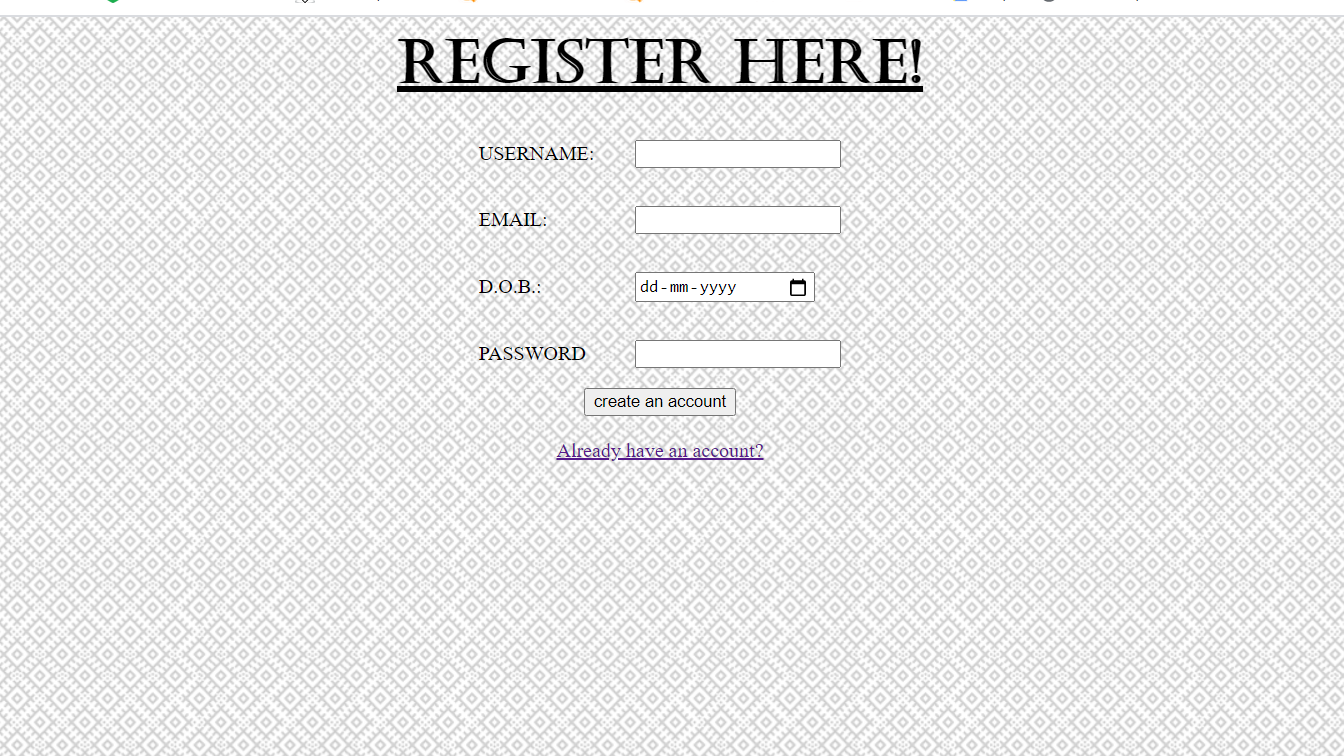 REGISTER HERE!
USERNAME:
EMAIL:
D.O.B.: dd-mm-yyyy
PASSWORD
create an account
Already have an account?